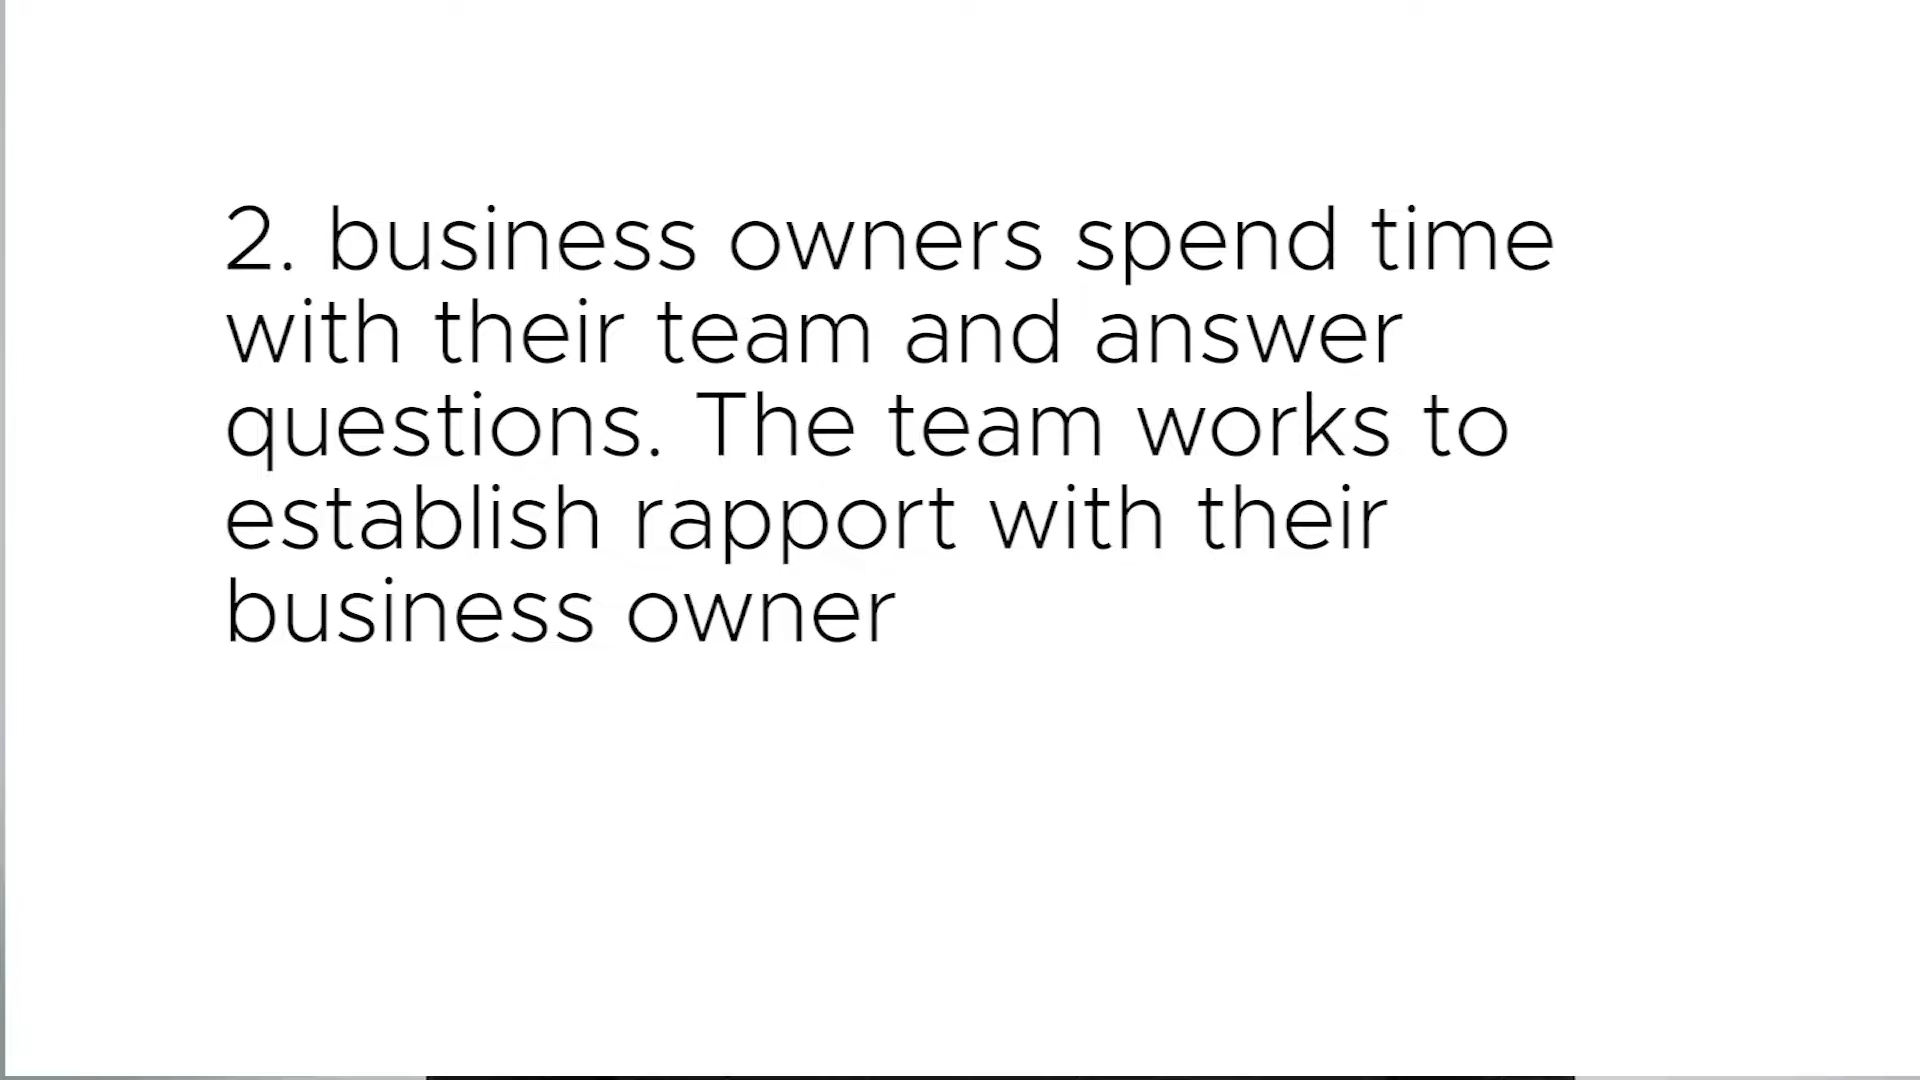 2. business owners spend time
with their team and answer
questions. The team works to
establish rapport with their
business owner